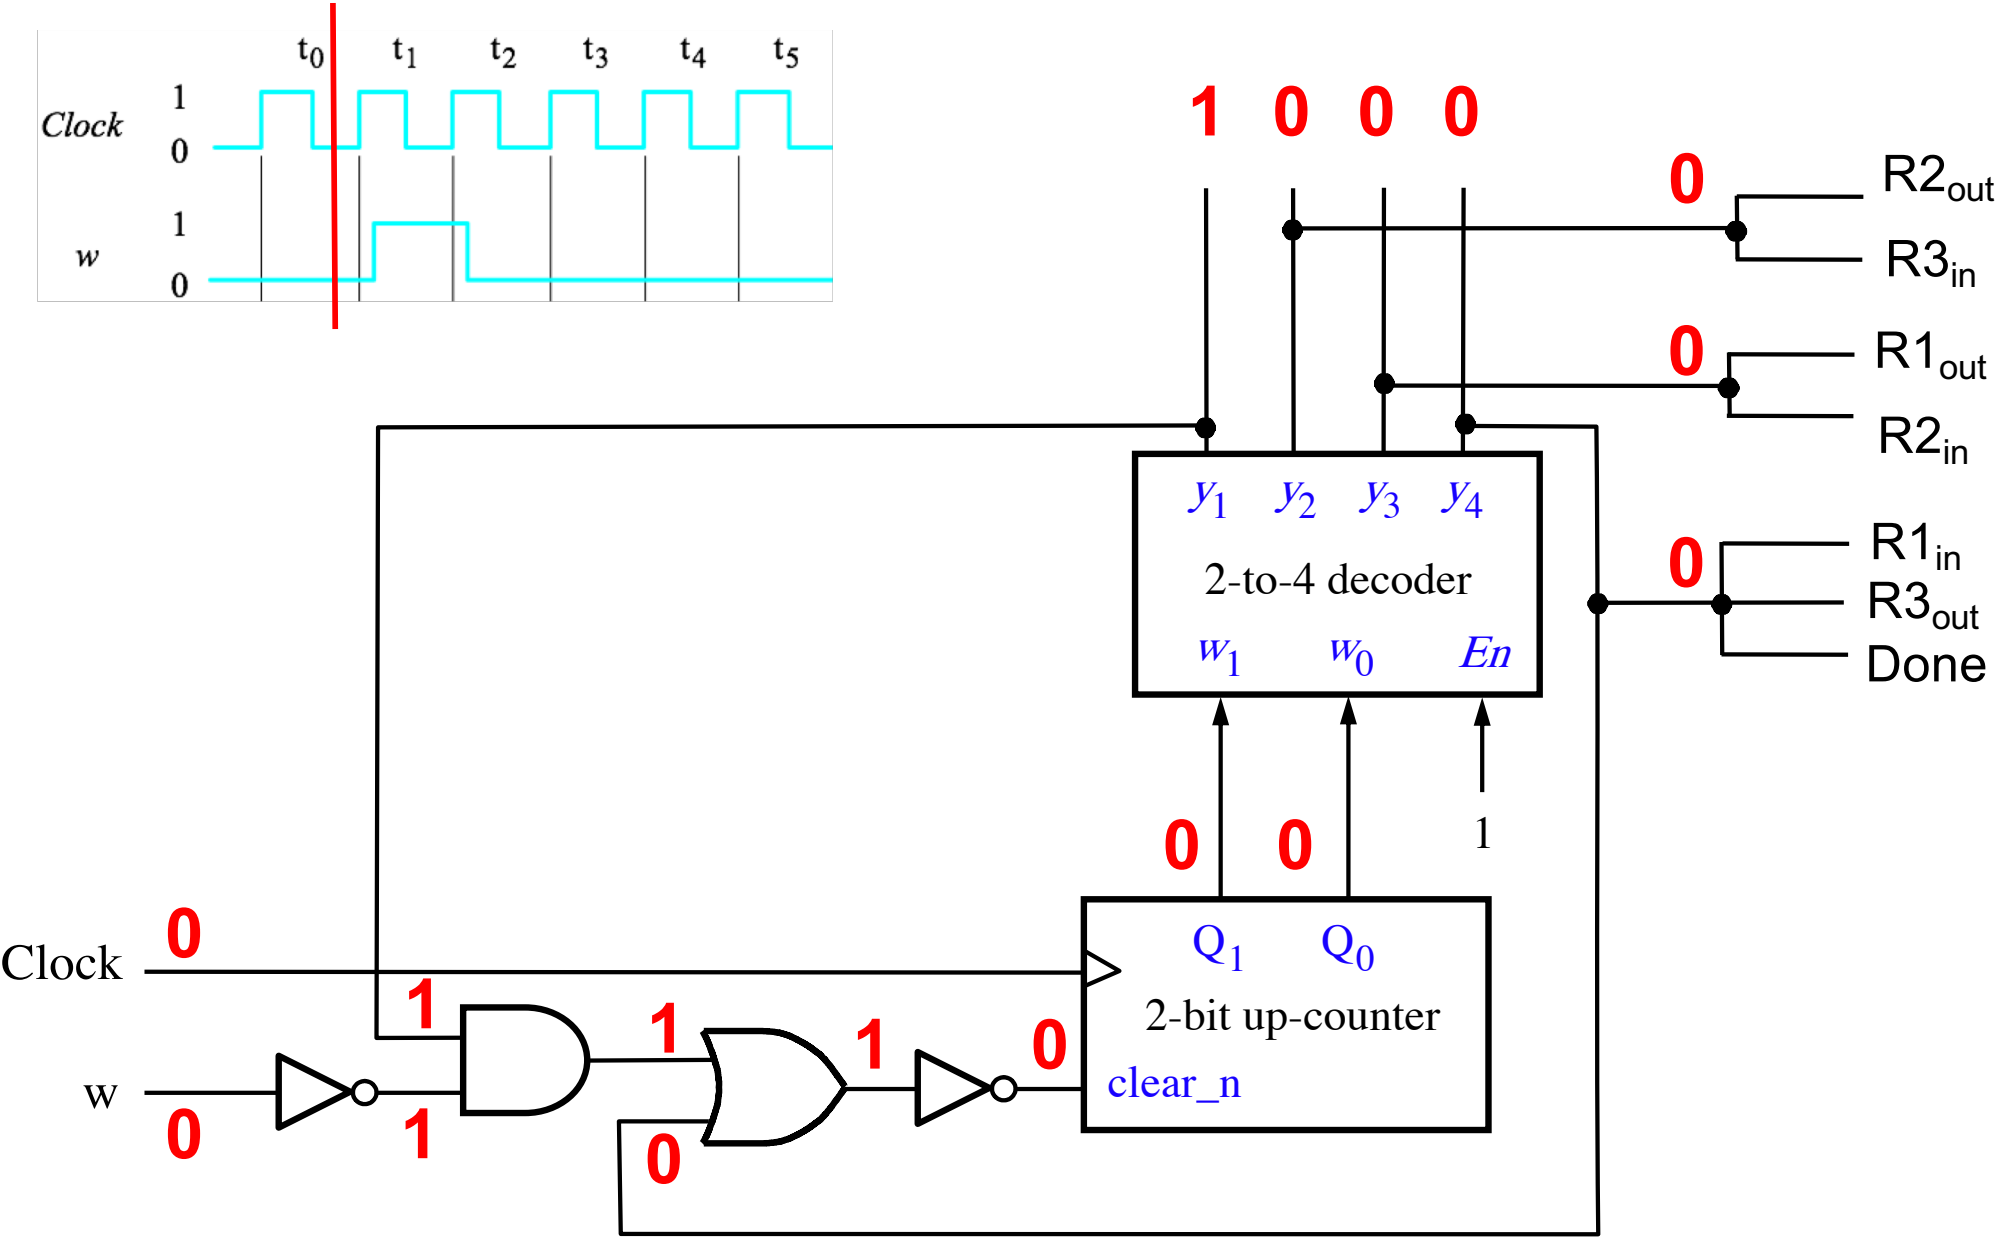 t0 t1 t2 t3 t4 t5
Clock 1
0
w 1
0
1 0 0 0
0 R2out
R3in
0 R1out
R2in
y1 y2 y3 y4
2-to-4 decoder
w1 w0 En
0 R1in
R3out
Done
0 0 1
Clock 0
Q1 Q0
2-bit up-counter
clear_n
1 1 1 0
w 0 1 0